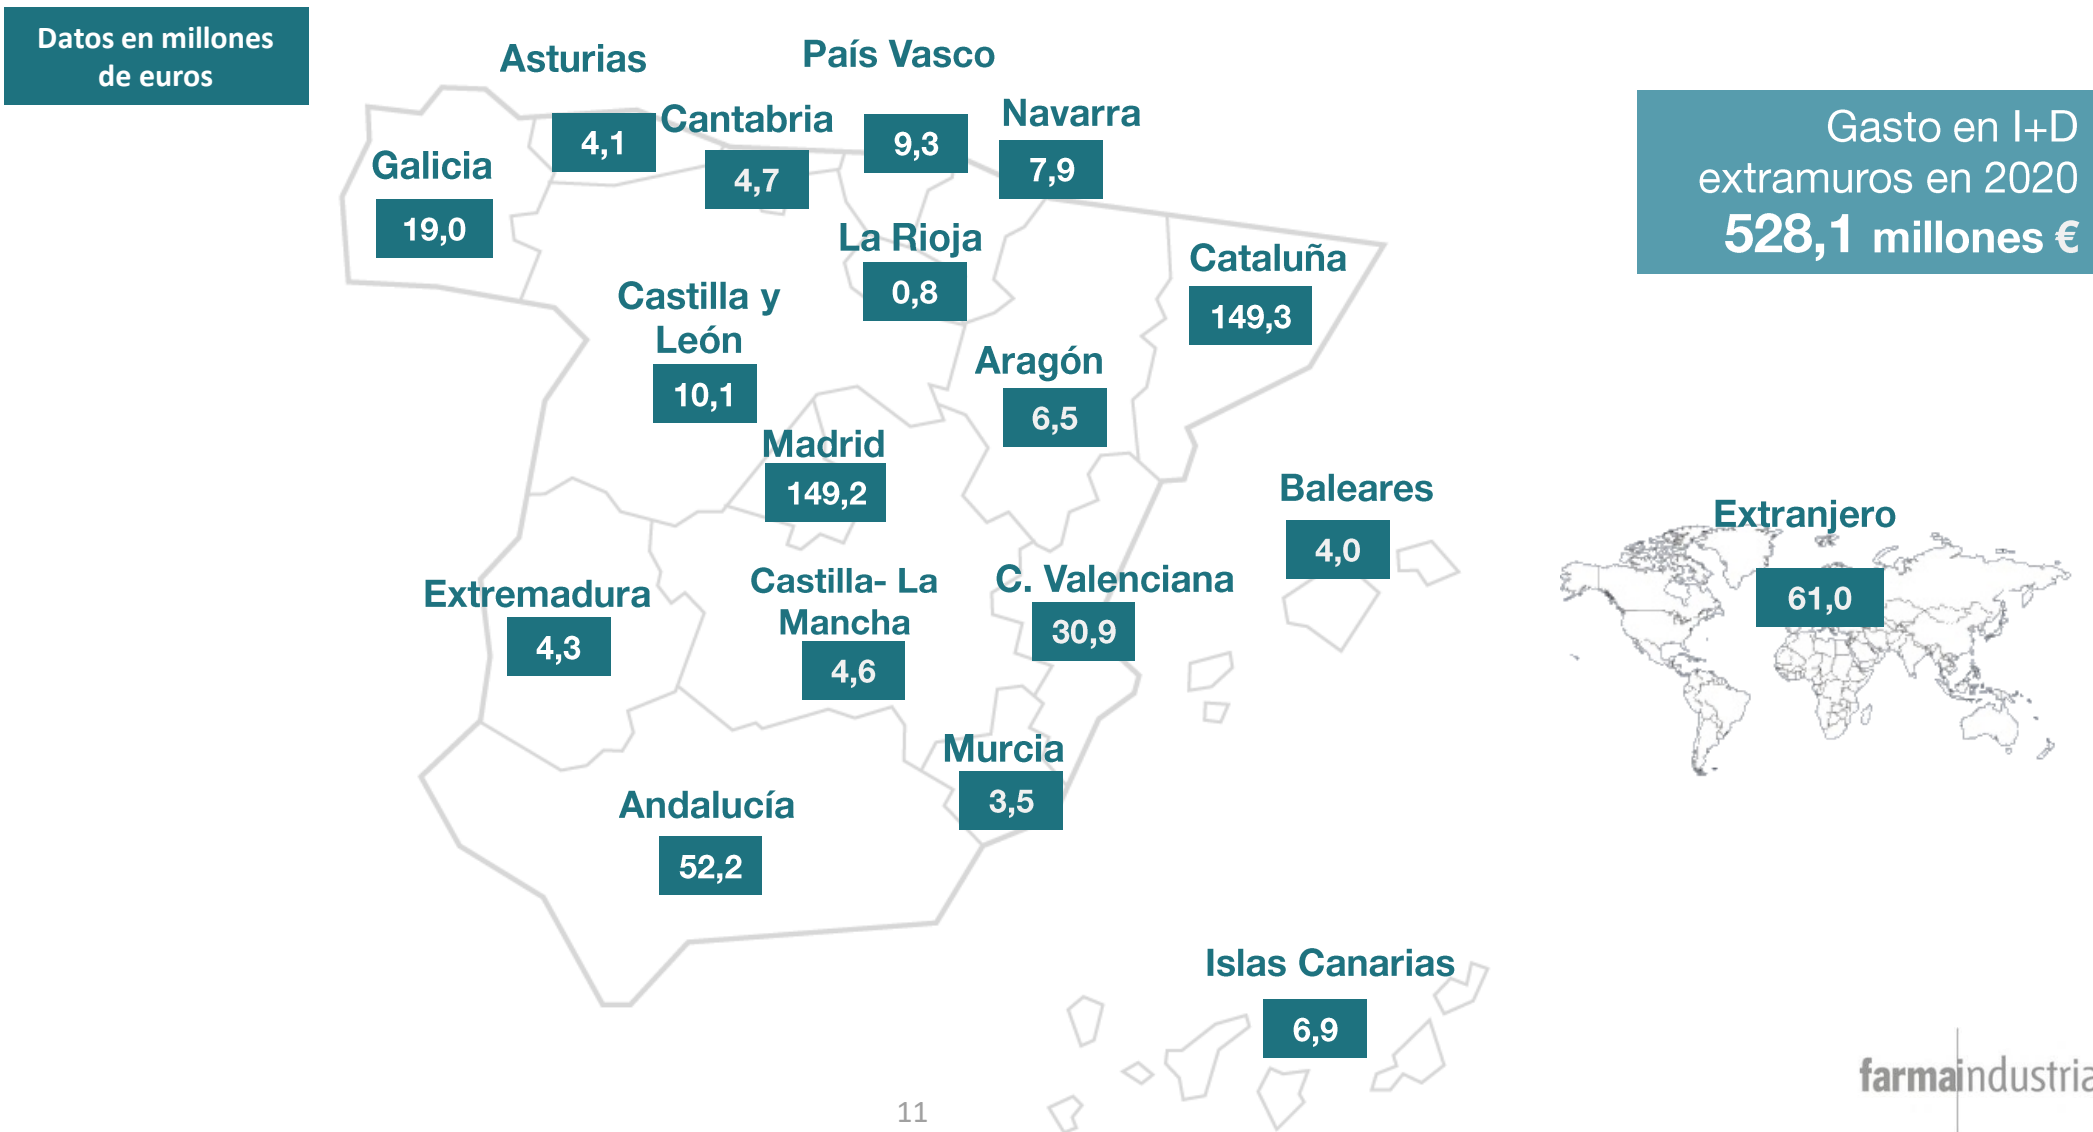 Datos en millones
de euros
Asturias
4,1
País Vasco
9,3
Cantabria
4,7
Navarra
7,9
Galicia
19,0
La Rioja
0,8
Cataluña
149,3
Castilla y
León
10,1
Aragón
6,5
Madrid
149,2
Baleares
4,0
Extremadura
4,3
Castilla- La
Mancha
4,6
C. Valenciana
30,9
Murcia
3,5
Andalucía
52,2
Islas Canarias
6,9
Gasto en I+D
extramuros en 2020
528,1 millones €
Extranjero
61,0
11
farmaindustria